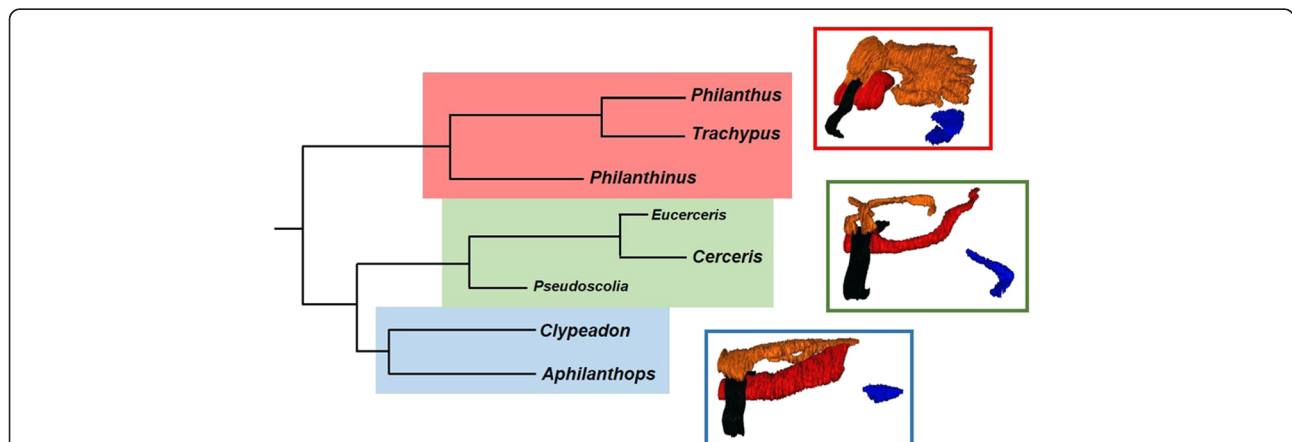 Philanthus
Trachypus
Philanthinus
Eucerceris
Cerceris
Pseudoscolia
Clypeadon
Aphilanthops